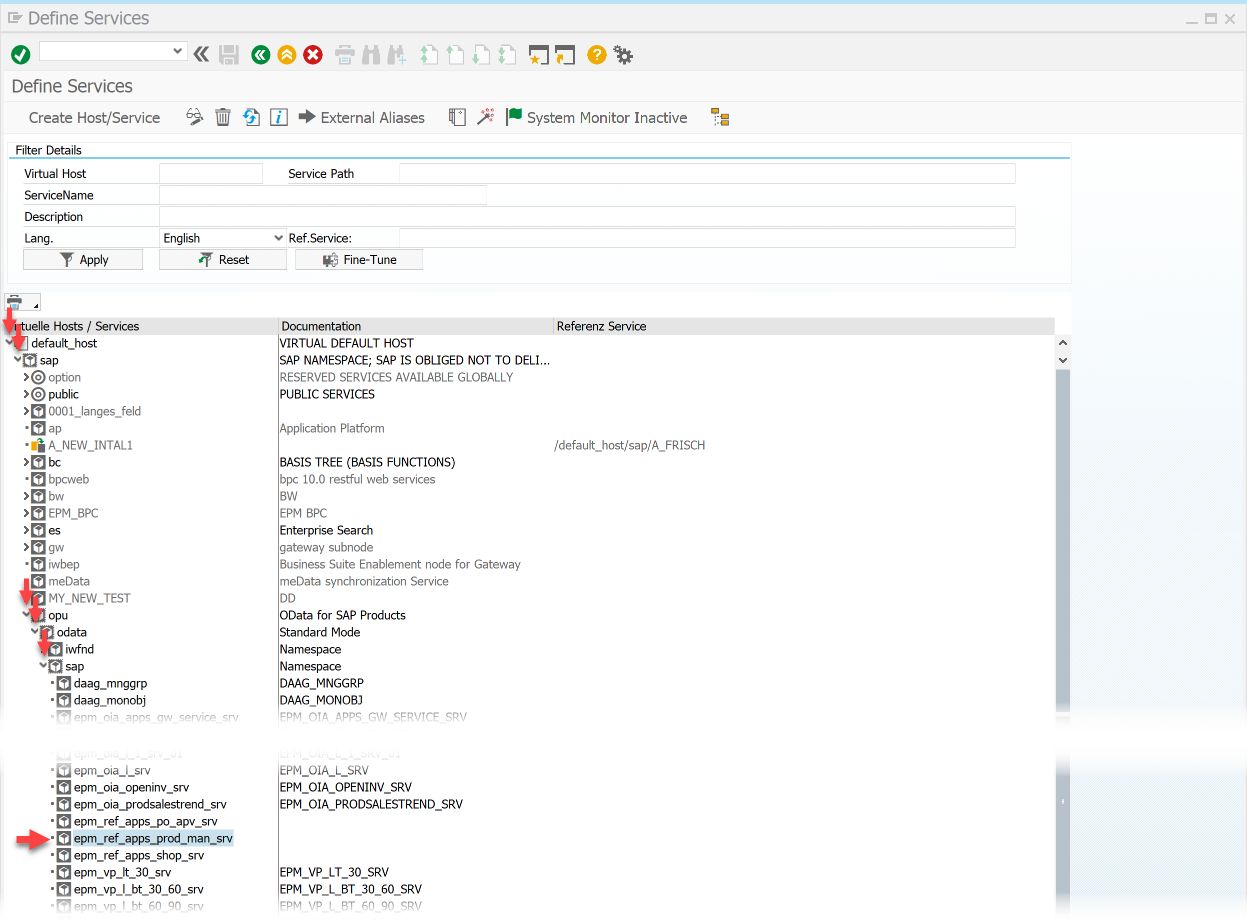 Define Services
Define Services
Create Host/Service External Aliases System Monitor Inactive
Filter Details
Virtual Host Service Path
ServiceName
Description
Lang. English Ref.Service:
Apply Reset Fine-Tune
rtuelle Hosts / Services Documentation Referenz Service
default_host VIRTUAL DEFAULT HOST
sap SAP NAMESPACE; SAP IS OBLIGED NOT TO DELI...
option RESERVED SERVICES AVAILABLE GLOBALLY
public PUBLIC SERVICES
0001_langes_feld
ap Application Platform
A_NEW_INTAL1 /default_host/sap/A_FRISCH
bc BASIS TREE (BASIS FUNCTIONS)
bpcweb bpc 10.0 restful web services
bw BW
EPM_BPC EPM BPC
es Enterprise Search
gw gateway subnode
iwbep Business Suite Enablement node for Gateway
meData meData synchronization Service
MY_NEW_TEST DD
opu OData for SAP Products
odata Standard Mode
iwfnd Namespace
sap Namespace
daag_mnggrp DAAG_MNGGRP
daag_monobj DAAG_MONOBJ
epm_oia_apps_gw_service_srv EPM_OIA_APPS_GW_SERVICE_SRV
epm_oia_l_srv EPM_OIA_L_SRV
epm_oia_openinv_srv EPM_OIA_OPENINV_SRV
epm_oia_prodsalestrend_srv EPM_OIA_PRODSALESTREND_SRV
epm_ref_apps_po_apv_srv
epm_ref_apps_prod_man_srv
epm_ref_apps_shop_srv
epm_vp_lt_30_srv EPM_VP_LT_30_SRV
epm_vp_l_bt_30_60_srv EPM_VP_L_BT_30_60_SRV
epm_vp_l_bt_60_90_srv EPM_VP_L_BT_60_90_SRV